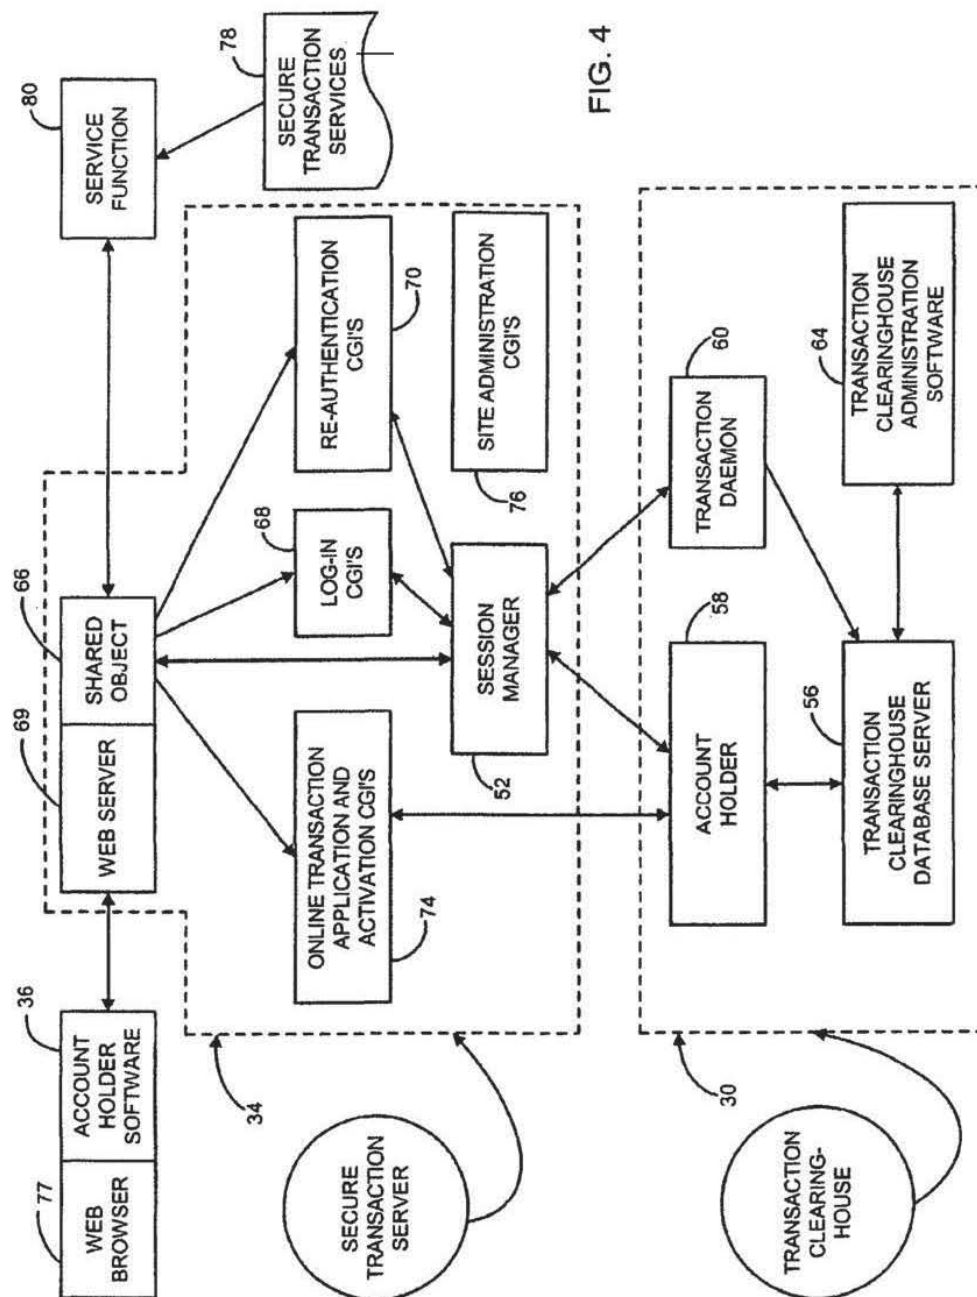 77
WEB
BROWSER
36
ACCOUNT
HOLDER
SOFTWARE
69
WEB SERVER
66
SHARED
OBJECT
80
SERVICE
FUNCTION
78
SECURE
TRANSACTION
SERVICES
34
SECURE
TRANSACTION
SERVER
ONLINE TRANSACTION
APPLICATION AND
ACTIVATION CGI'S
74
68
LOG-IN
CGI'S
RE-AUTHENTICATION
CGI'S
70
52
SESSION
MANAGER
76
SITE ADMINISTRATION
CGI'S
30
TRANSACTION
CLEARING-
HOUSE
ACCOUNT
HOLDER
58
TRANSACTION
DAEMON
60
TRANSACTION
CLEARINGHOUSE
DATABASE SERVER
56
TRANSACTION
CLEARINGHOUSE
ADMINISTRATION
SOFTWARE
64
FIG. 4